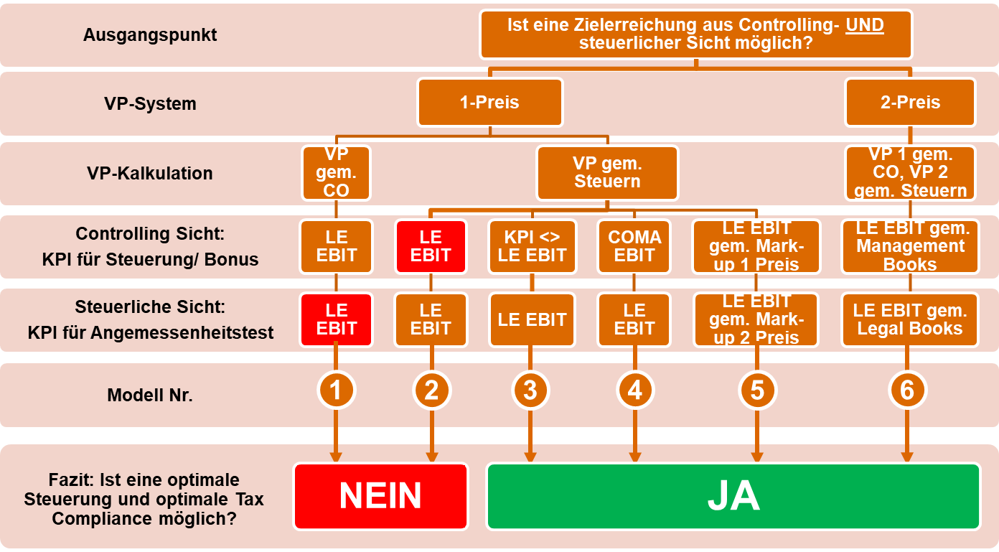 Ausgangspunkt
Ist eine Zielerreichung aus Controlling- UND
steuerlicher Sicht möglich?
VP-System
1-Preis
2-Preis
VP-Kalkulation
VP
gem.
CO
VP gem.
Steuern
VP 1 gem.
CO, VP 2
gem. Steuern
Controlling Sicht:
KPI für Steuerung/ Bonus
LE
EBIT
LE
EBIT
KPI <>
LE EBIT
COMA
EBIT
LE EBIT
gem. Mark-
up 1 Preis
LE EBIT gem.
Management
Books
Steuerliche Sicht:
KPI für Angemessenheitstest
LE
EBIT
LE
EBIT
LE EBIT
LE
EBIT
LE EBIT
gem. Mark-
up 2 Preis
LE EBIT gem.
Legal Books
Modell Nr.
1
2
3
4
5
6
Fazit: Ist eine optimale
Steuerung und optimale Tax
Compliance möglich?
NEIN
JA